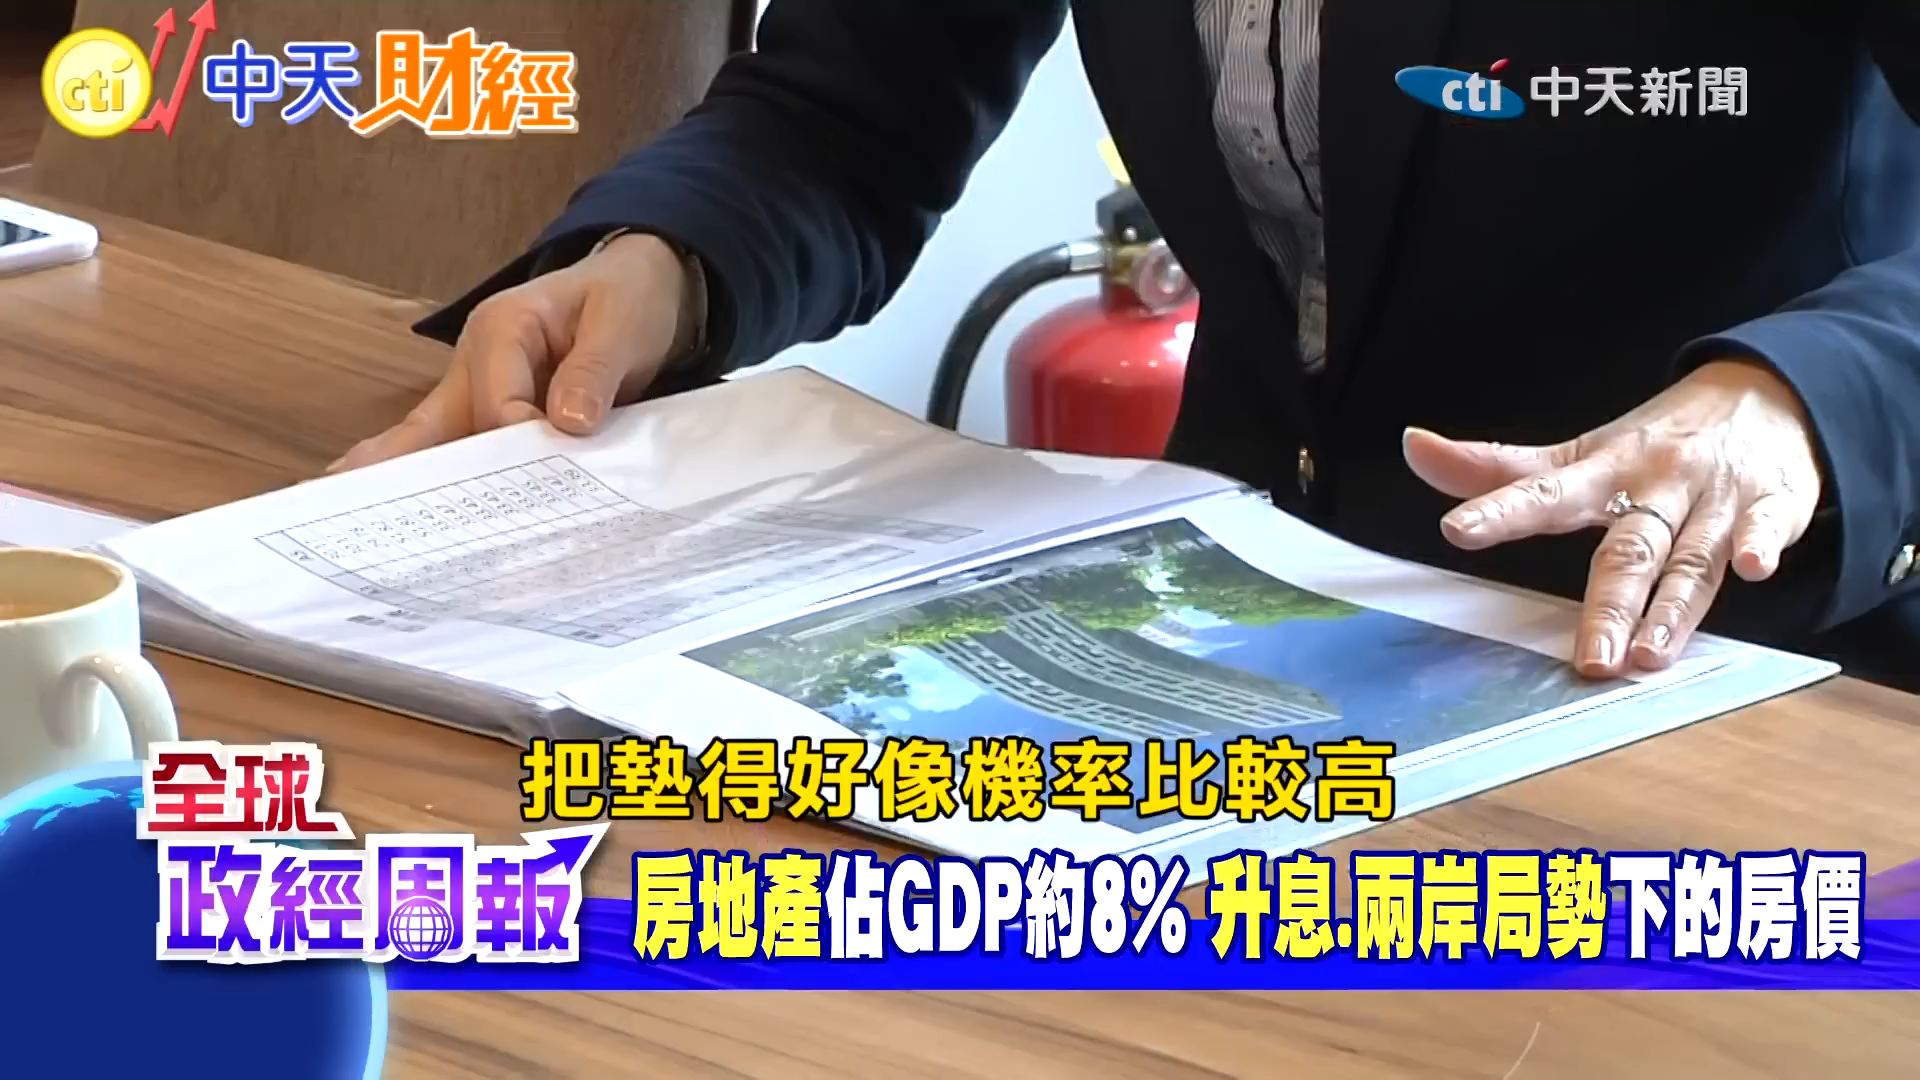 cti 中天財經
cti 中天新聞
把墊得好像機率比較高
全球
政經周報
房地產佔GDP約8% 升息.兩岸局勢下的房價